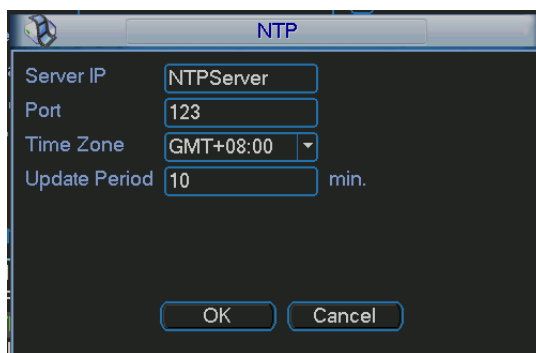 NTP
Server IP NTPServer
Port 123
Time Zone GMT+08:00
Update Period 10 min.
OK Cancel